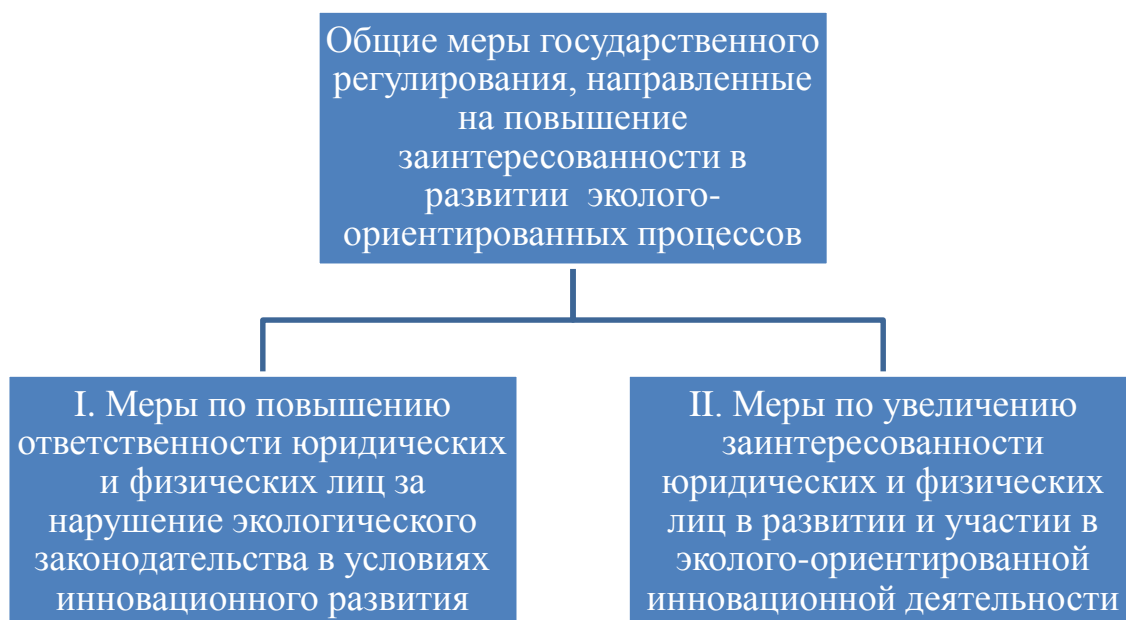 Общие меры государственного
регулирования, направленные
на повышение
заинтересованности в
развитии эколого-
ориентированных процессов
I. Меры по повышению
ответственности юридических
и физических лиц за
нарушение экологического
законодательства в условиях
инновационного развития
II. Меры по увеличению
заинтересованности
юридических и физических
лиц в развитии и участии в
эколого-ориентированной
инновационной деятельности